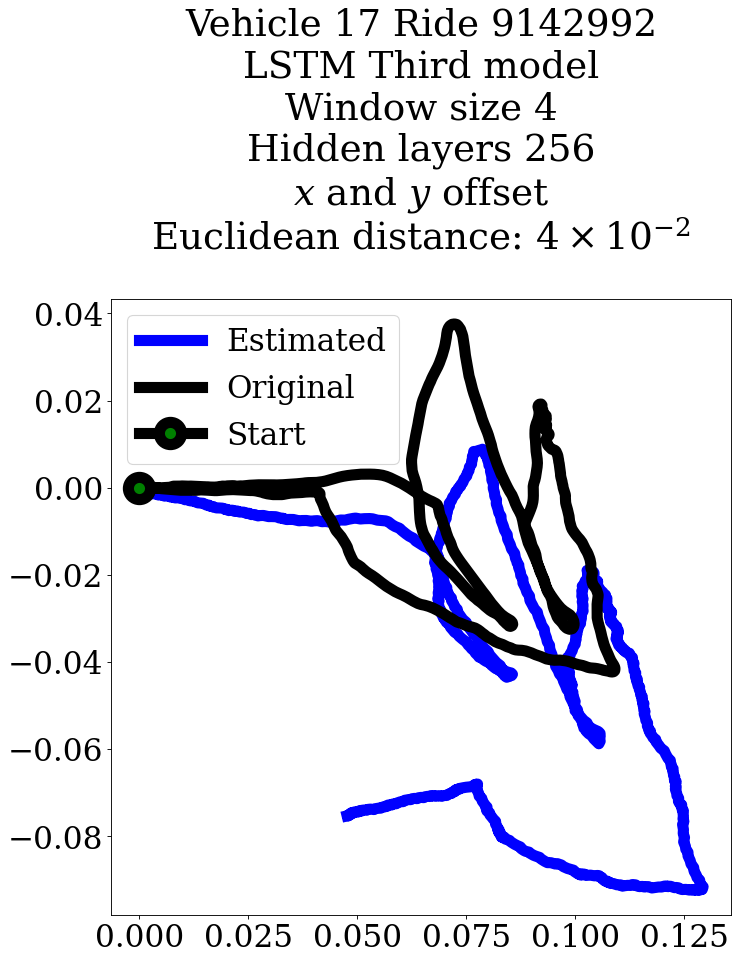 Vehicle 17 Ride 9142992
LSTM Third model
Window size 4
Hidden layers 256
x and y offset
Euclidean distance: 4 × 10⁻²
Estimated
Original
Start
0.04
0.02
0.00
−0.02
−0.04
−0.06
−0.08
0.000 0.025 0.050 0.075 0.100 0.125